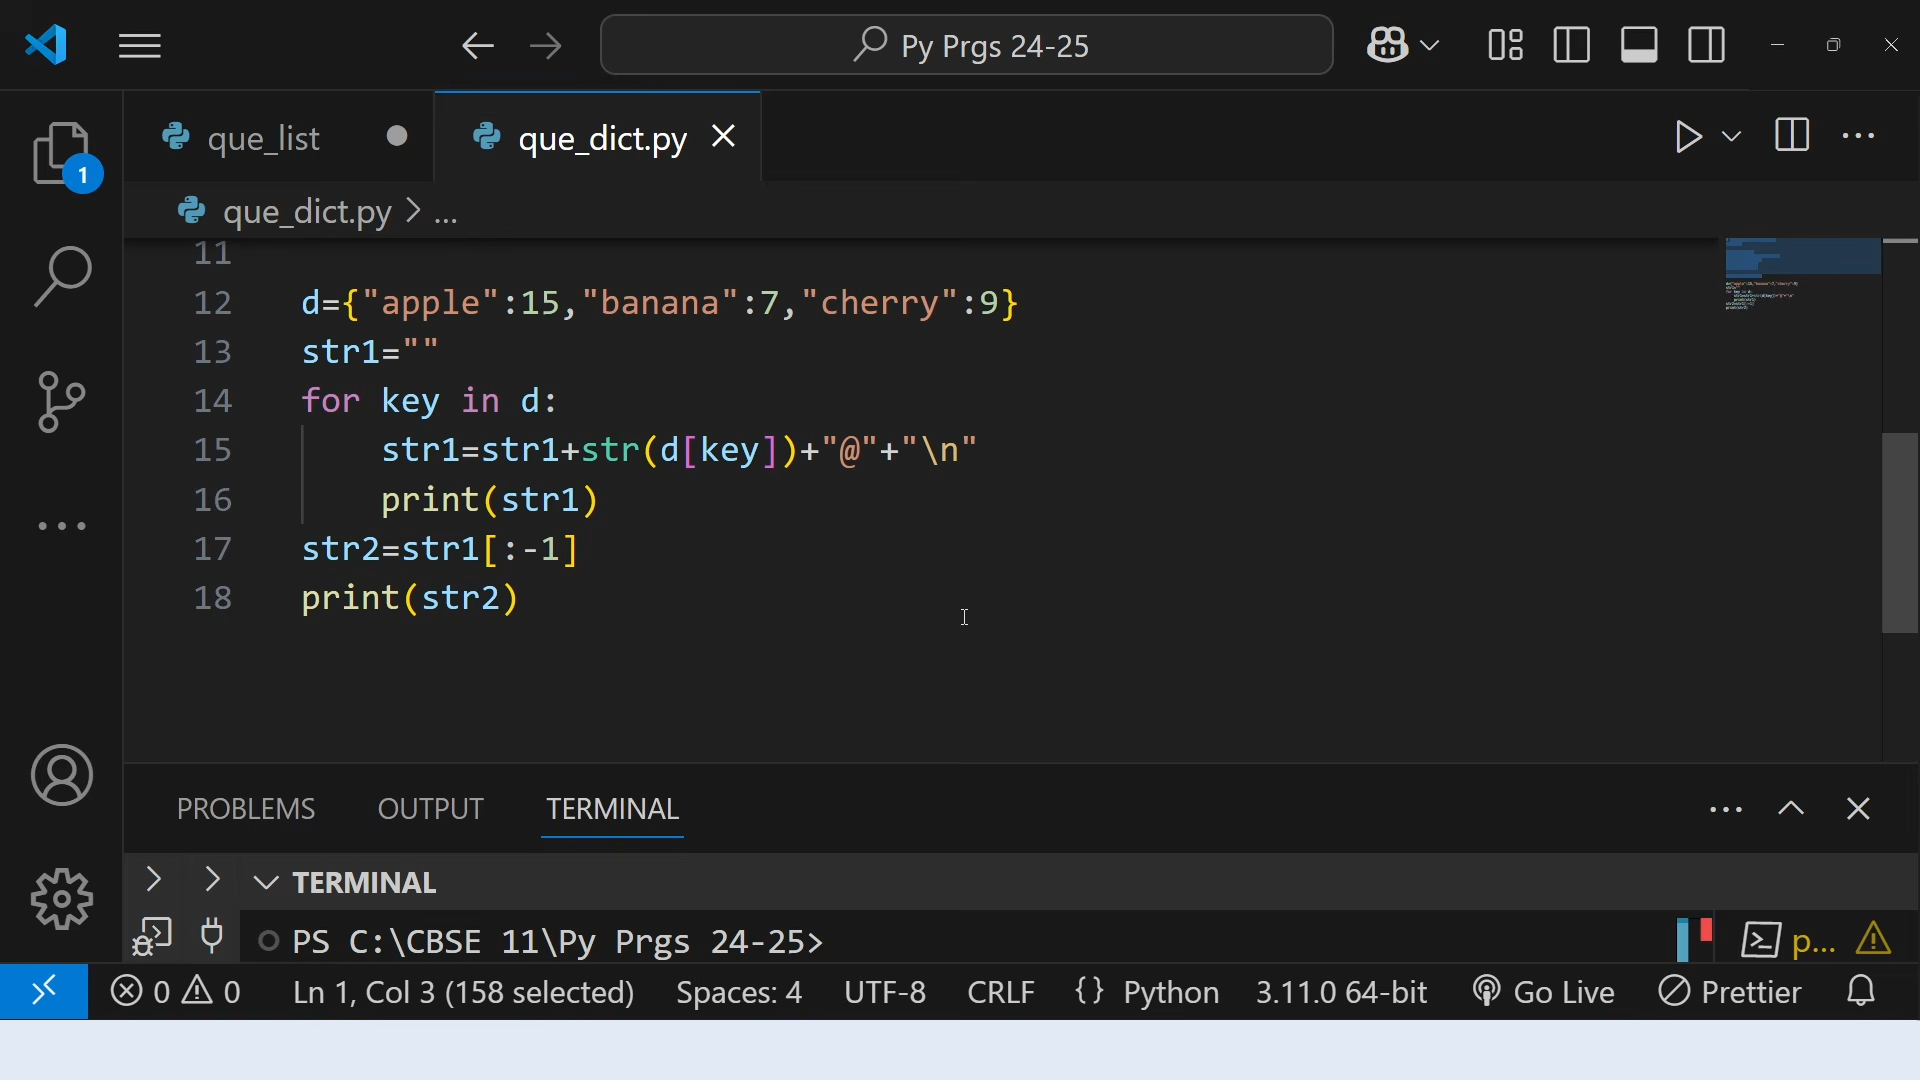 Py Prgs 24-25
que_list
que_dict.py
1
que_dict.py > ...
11
12 d={"apple":15,"banana":7,"cherry":9}
13 str1=""
14 for key in d:
15 str1=str1+str(d[key])+"@"+"\n"
16 print(str1)
17 str2=str1[:-1]
18 print(str2)
PROBLEMS OUTPUT TERMINAL
TERMINAL
PS C:\CBSE 11\Py Prgs 24-25>
p...
0 0 Ln 1, Col 3 (158 selected) Spaces: 4 UTF-8 CRLF {} Python 3.11.0 64-bit Go Live Prettier